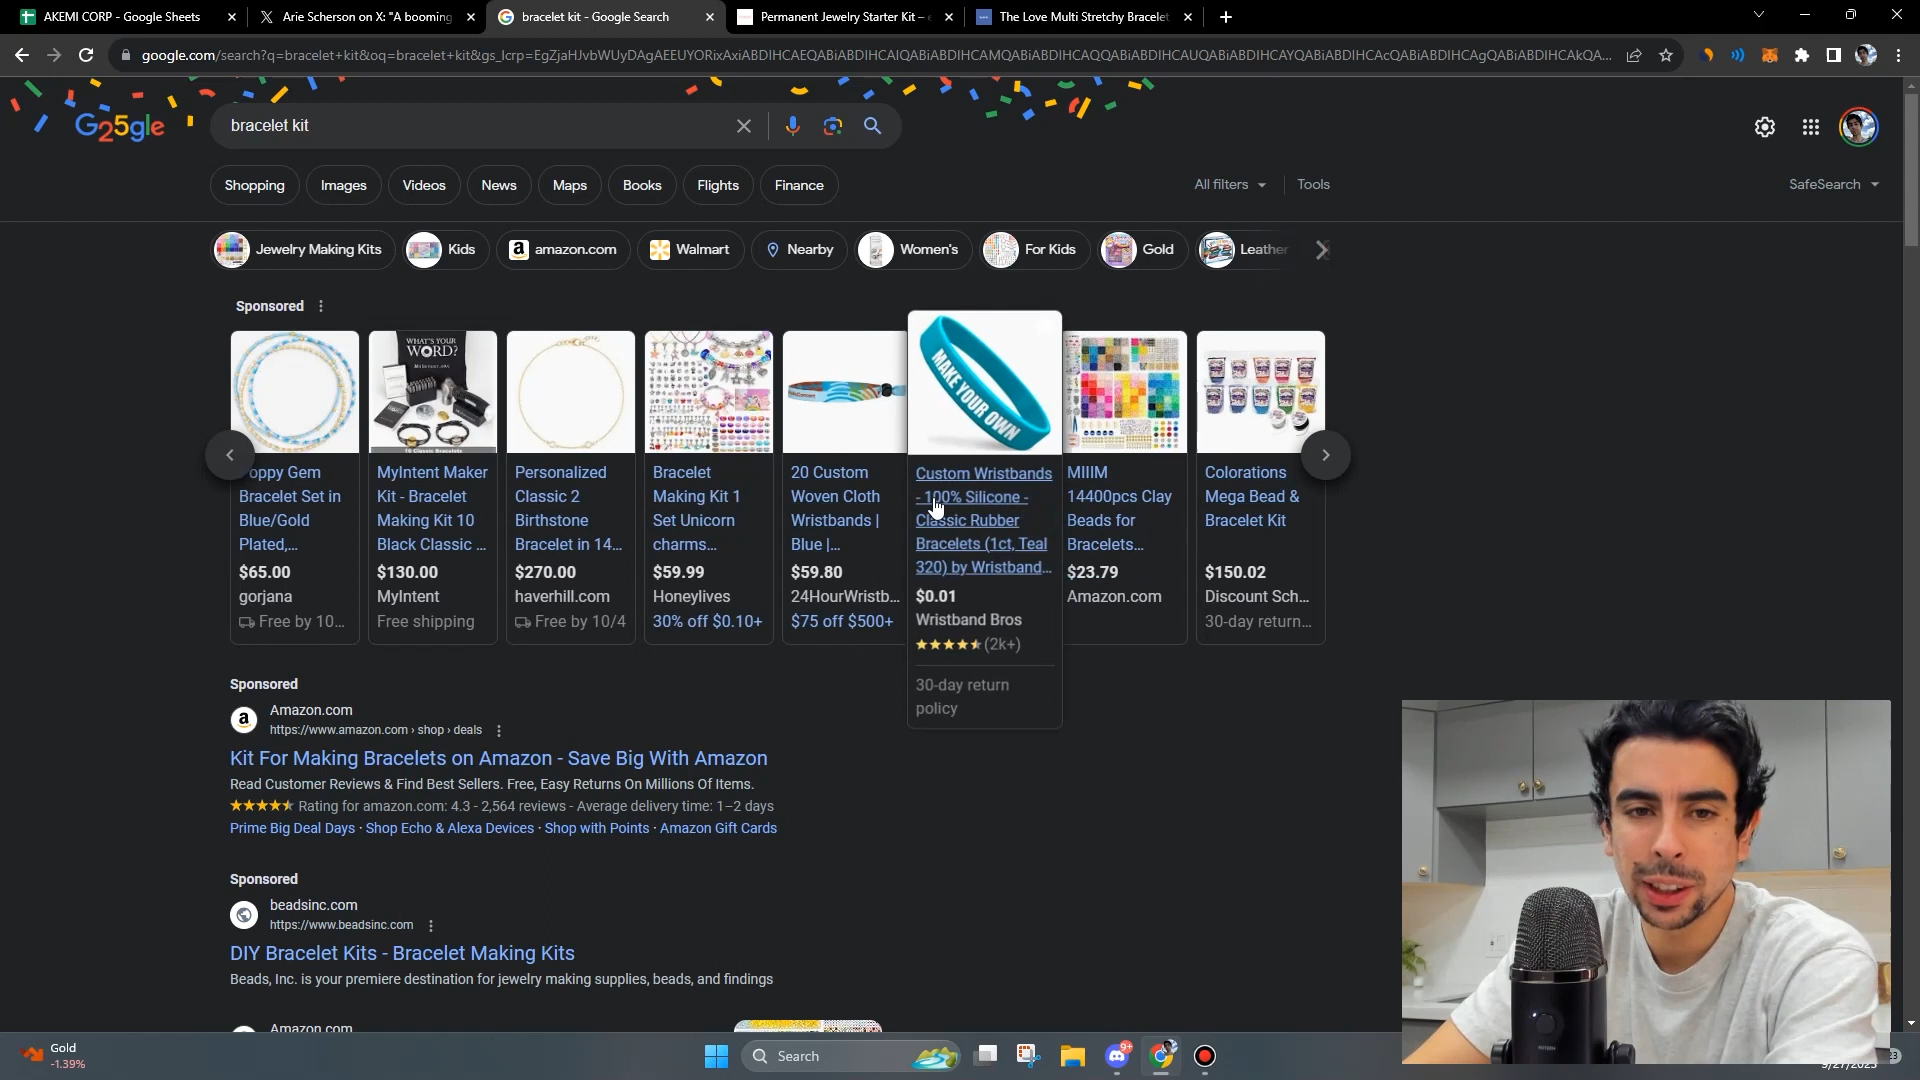 AKEMI CORP - Google Sheets
Arie Scherson on X: "A booming
bracelet kit - Google Search
Permanent Jewelry Starter Kit –
The Love Multi Stretchy Bracelet
google.com/search?q=bracelet+kit&oq=bracelet+kit&gs_lcrp=EgZjaHJvbWUyDAgAEEUYORixAxiABDIHCAEQABiABDIHCAIQABiABDIHCAMQABiABDIHCAQQABiABDIHCAUQABiABDIHCAYQABiABDIHCAcQABiABDIHCAgQABiABDIHCAkQA...
G25gle
bracelet kit
Shopping
Images
Videos
News
Maps
Books
Flights
Finance
All filters
Tools
SafeSearch
Jewelry Making Kits
Kids
amazon.com
Walmart
Nearby
Women's
For Kids
Gold
Leather
Sponsored
WHAT'S YOUR
WORD?
MAKE YOUR OWN
oppy Gem
Bracelet Set in
Blue/Gold
Plated,...
$65.00
gorjana
Free by 10...
MyIntent Maker
Kit - Bracelet
Making Kit 10
Black Classic ...
$130.00
MyIntent
Free shipping
Personalized
Classic 2
Birthstone
Bracelet in 14...
$270.00
haverhill.com
Free by 10/4
Bracelet
Making Kit 1
Set Unicorn
charms...
$59.99
Honeylives
30% off $0.10+
20 Custom
Woven Cloth
Wristbands |
Blue |...
$59.80
24HourWristb...
$75 off $500+
Custom Wristbands
- 100% Silicone -
Classic Rubber
Bracelets (1ct, Teal
320) by Wristband...
$0.01
Wristband Bros
(2k+)
30-day return
policy
MIIIM
14400pcs Clay
Beads for
Bracelets...
$23.79
Amazon.com
Colorations
Mega Bead &
Bracelet Kit
$150.02
Discount Sch...
30-day return...
Sponsored
Amazon.com
https://www.amazon.com › shop › deals
Kit For Making Bracelets on Amazon - Save Big With Amazon
Read Customer Reviews & Find Best Sellers. Free, Easy Returns On Millions Of Items.
Rating for amazon.com: 4.3 - 2,564 reviews - Average delivery time: 1–2 days
Prime Big Deal Days · Shop Echo & Alexa Devices · Shop with Points · Amazon Gift Cards
Sponsored
beadsinc.com
https://www.beadsinc.com
DIY Bracelet Kits - Bracelet Making Kits
Beads, Inc. is your premiere destination for jewelry making supplies, beads, and findings
Amazon.com
Gold
-1.39%
Search
9+
9/27/2023